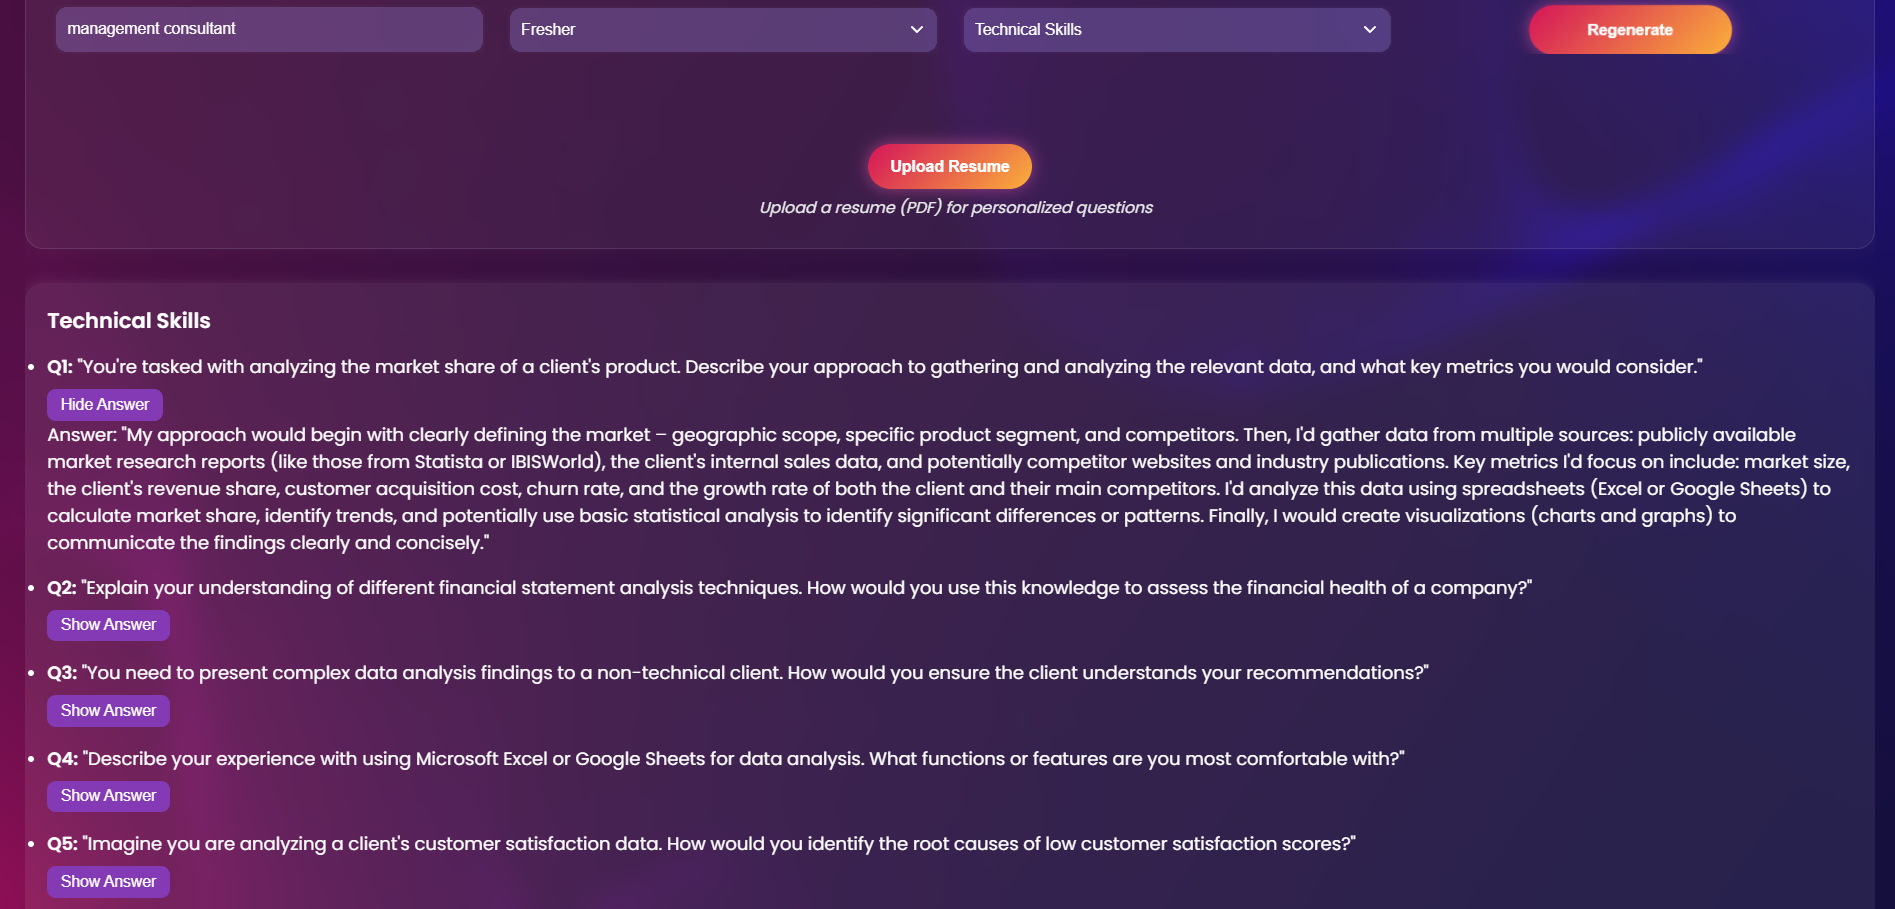 management consultant
Fresher
Technical Skills
Regenerate
Upload Resume
Upload a resume (PDF) for personalized questions
Technical Skills
Q1: "You're tasked with analyzing the market share of a client's product. Describe your approach to gathering and analyzing the relevant data, and what key metrics you would consider."
Hide Answer
Answer: "My approach would begin with clearly defining the market – geographic scope, specific product segment, and competitors. Then, I'd gather data from multiple sources: publicly available
market research reports (like those from Statista or IBISWorld), the client's internal sales data, and potentially competitor websites and industry publications. Key metrics I'd focus on include: market size,
the client's revenue share, customer acquisition cost, churn rate, and the growth rate of both the client and their main competitors. I'd analyze this data using spreadsheets (Excel or Google Sheets) to
calculate market share, identify trends, and potentially use basic statistical analysis to identify significant differences or patterns. Finally, I would create visualizations (charts and graphs) to
communicate the findings clearly and concisely."
Q2: "Explain your understanding of different financial statement analysis techniques. How would you use this knowledge to assess the financial health of a company?"
Show Answer
Q3: "You need to present complex data analysis findings to a non-technical client. How would you ensure the client understands your recommendations?"
Show Answer
Q4: "Describe your experience with using Microsoft Excel or Google Sheets for data analysis. What functions or features are you most comfortable with?"
Show Answer
Q5: "Imagine you are analyzing a client's customer satisfaction data. How would you identify the root causes of low customer satisfaction scores?"
Show Answer